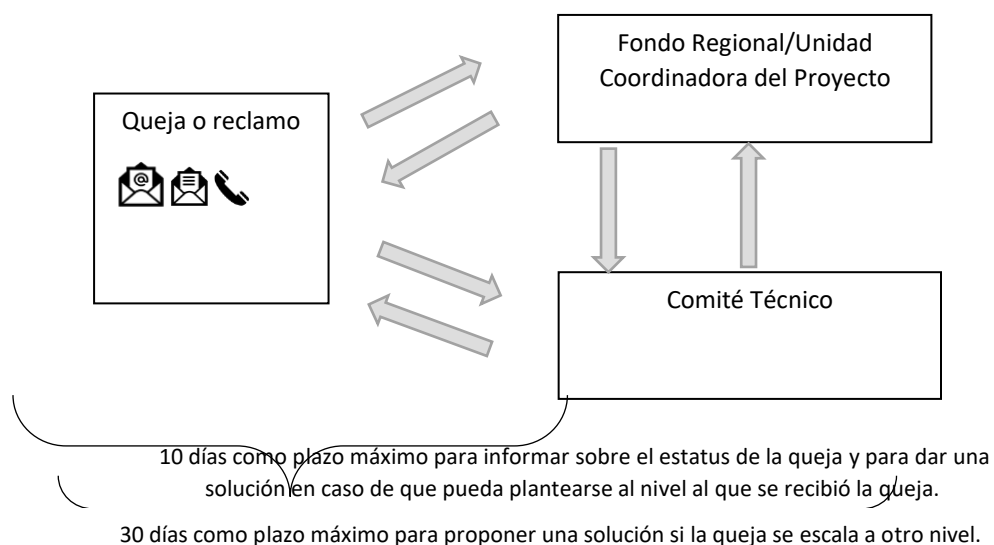 Fondo Regional/Unidad
Coordinadora del Proyecto
Queja o reclamo
@
Comité Técnico
10 días como plazo máximo para informar sobre el estatus de la queja y para dar una
solución en caso de que pueda plantearse al nivel al que se recibió la queja.
30 días como plazo máximo para proponer una solución si la queja se escala a otro nivel.